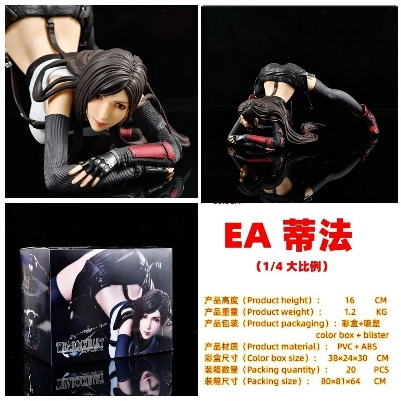 EA 蒂法
（1/4 大比例）
产品高度（Product height）： 16 CM
产品重量（Product weight）： 1.2 KG
产品包装（Product packaging）：彩盒+吸塑
color box + blister
产品材质（Product material）：PVC + ABS
彩盒尺寸（Color box size）： 38×24×30 CM
装箱数量（Packing quantity）： 20 PCS
装箱尺寸（Packing size）： 80×81×64 CM